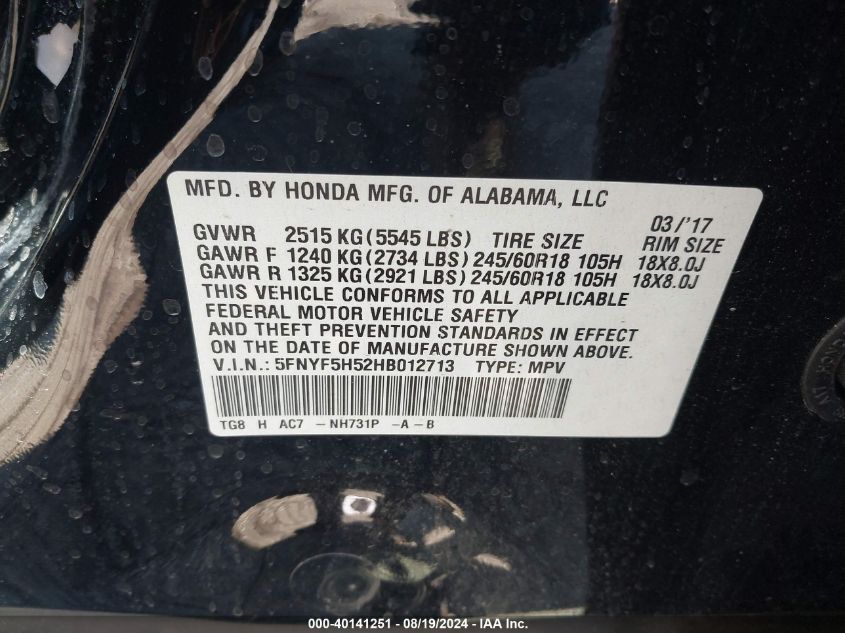 MFD. BY HONDA MFG. OF ALABAMA, LLC
03/'17
GVWR 2515 KG (5545 LBS) TIRE SIZE RIM SIZE
GAWR F 1240 KG (2734 LBS) 245/60R18 105H 18X8.0J
GAWR R 1325 KG (2921 LBS) 245/60R18 105H 18X8.0J
THIS VEHICLE CONFORMS TO ALL APPLICABLE
FEDERAL MOTOR VEHICLE SAFETY
AND THEFT PREVENTION STANDARDS IN EFFECT
ON THE DATE OF MANUFACTURE SHOWN ABOVE.
V.I.N.: 5FNYF5H52HB012713 TYPE: MPV
TG8 H AC7 -NH731P -A-B
000-40141251 - 08/19/2024 - IAA Inc.